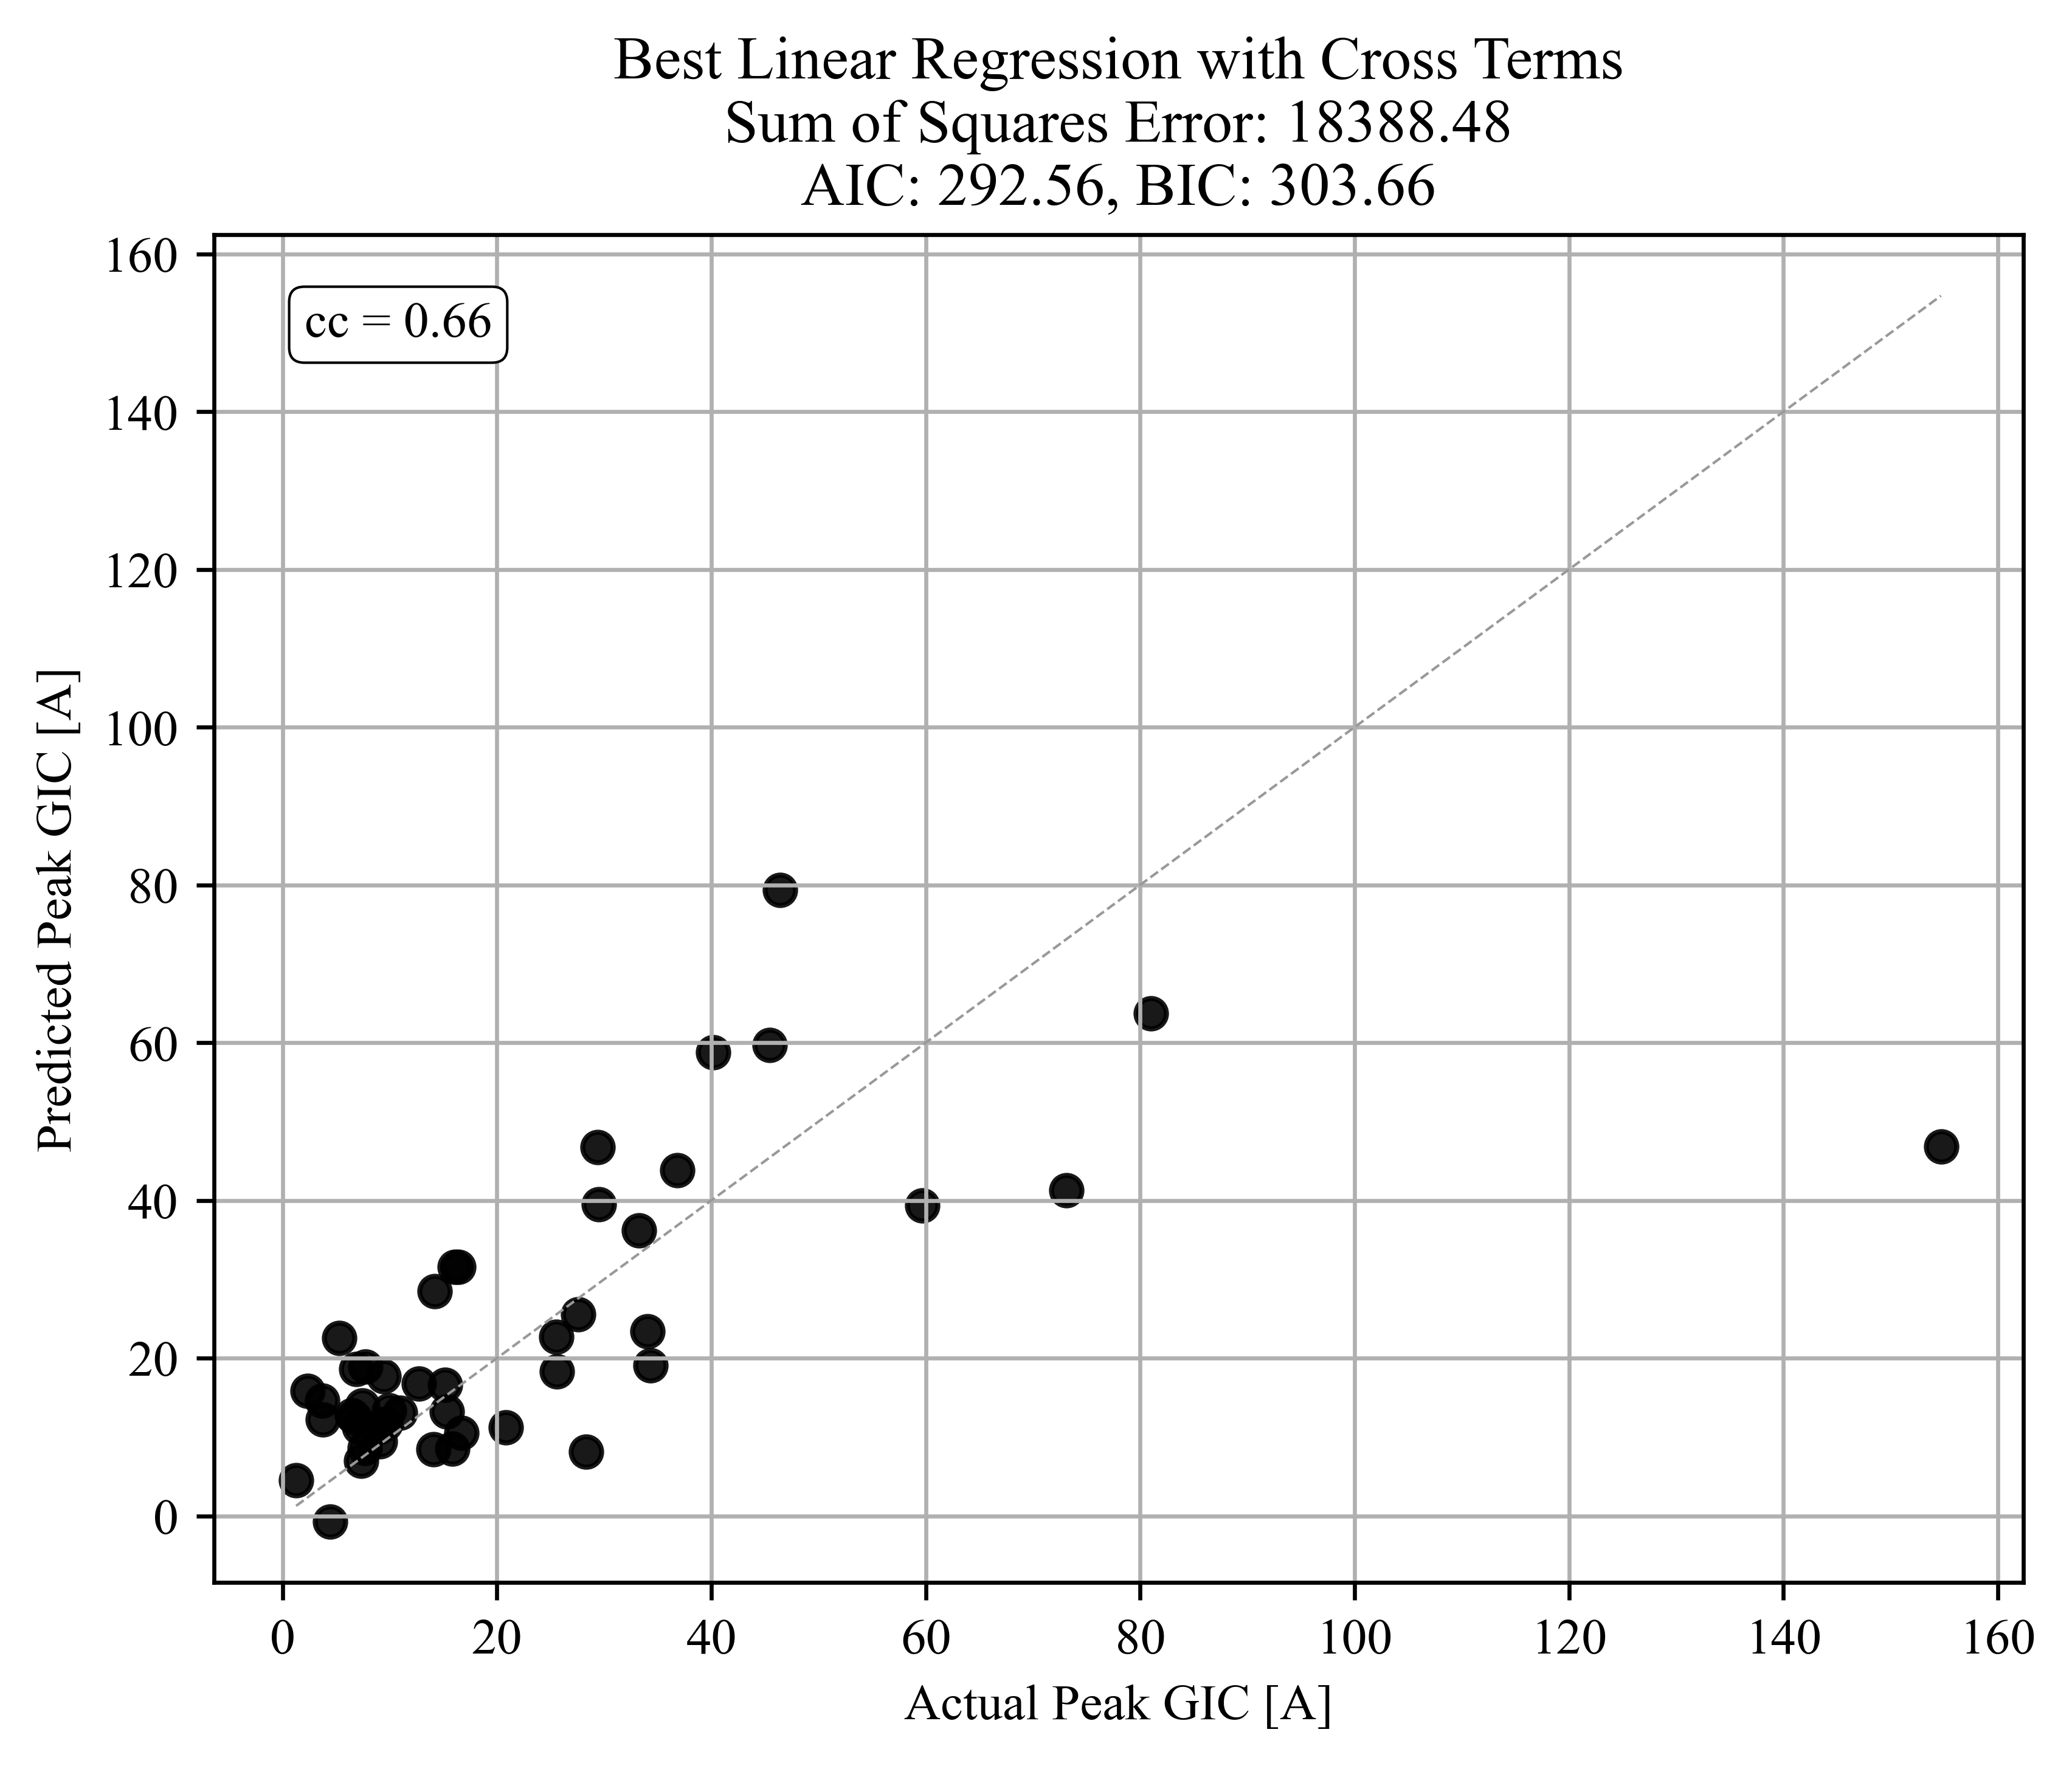 Best Linear Regression with Cross Terms
Sum of Squares Error: 18388.48
AIC: 292.56, BIC: 303.66
cc = 0.66
160
140
120
100
80
60
40
20
0
Predicted Peak GIC [A]
0 20 40 60 80 100 120 140 160
Actual Peak GIC [A]